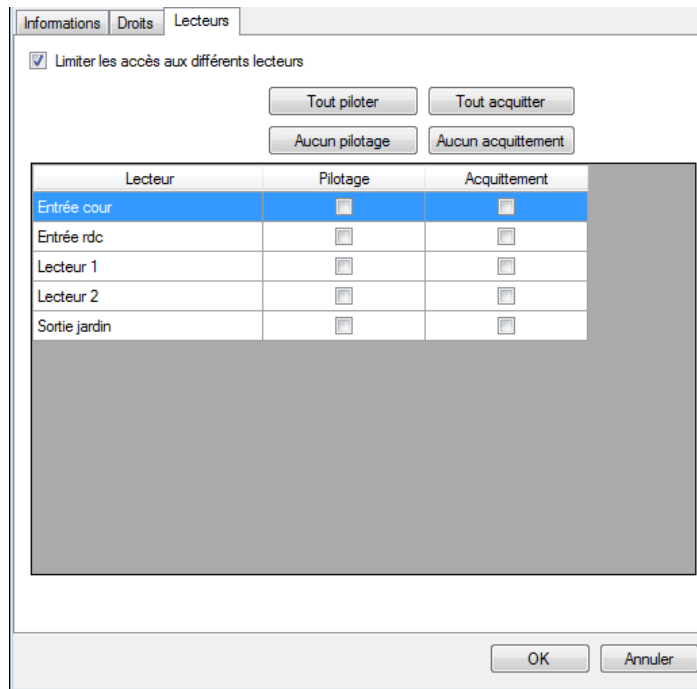 Informations Droits Lecteurs
Limiter les accès aux différents lecteurs
Tout piloter Tout acquitter
Aucun pilotage Aucun acquittement
Lecteur Pilotage Acquittement
Entrée cour
Entrée rdc
Lecteur 1
Lecteur 2
Sortie jardin
OK Annuler